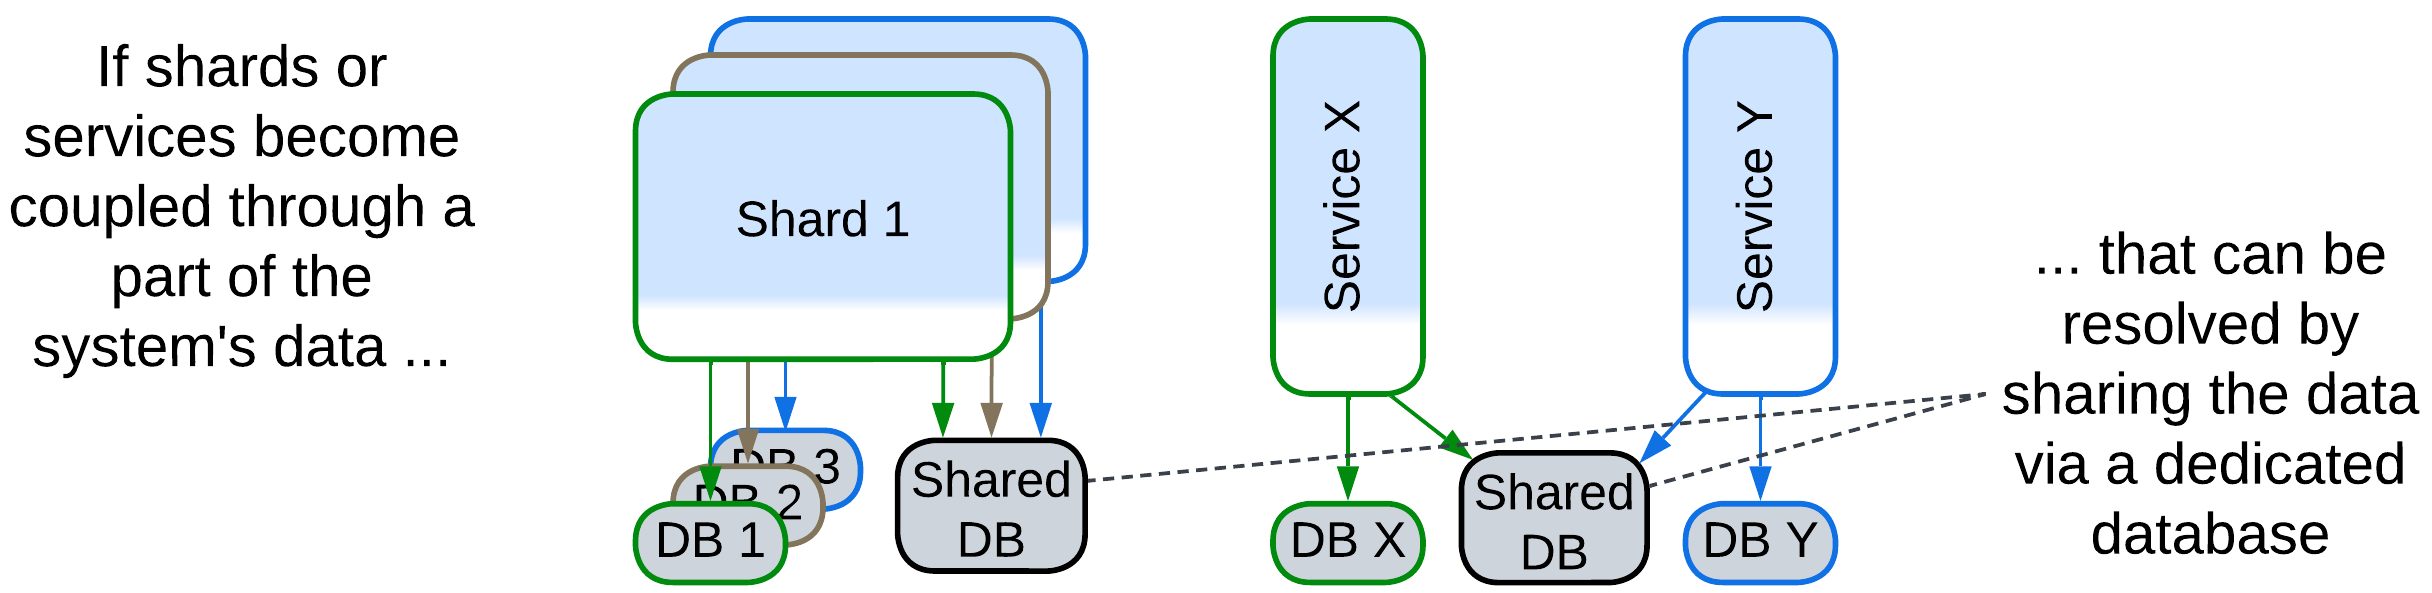 If shards or
services become
coupled through a
part of the
system's data ...
Shard 1
DB 3
DB 2
DB 1
Shared
DB
Service X
Service Y
DB X
Shared
DB
DB Y
... that can be
resolved by
sharing the data
via a dedicated
database